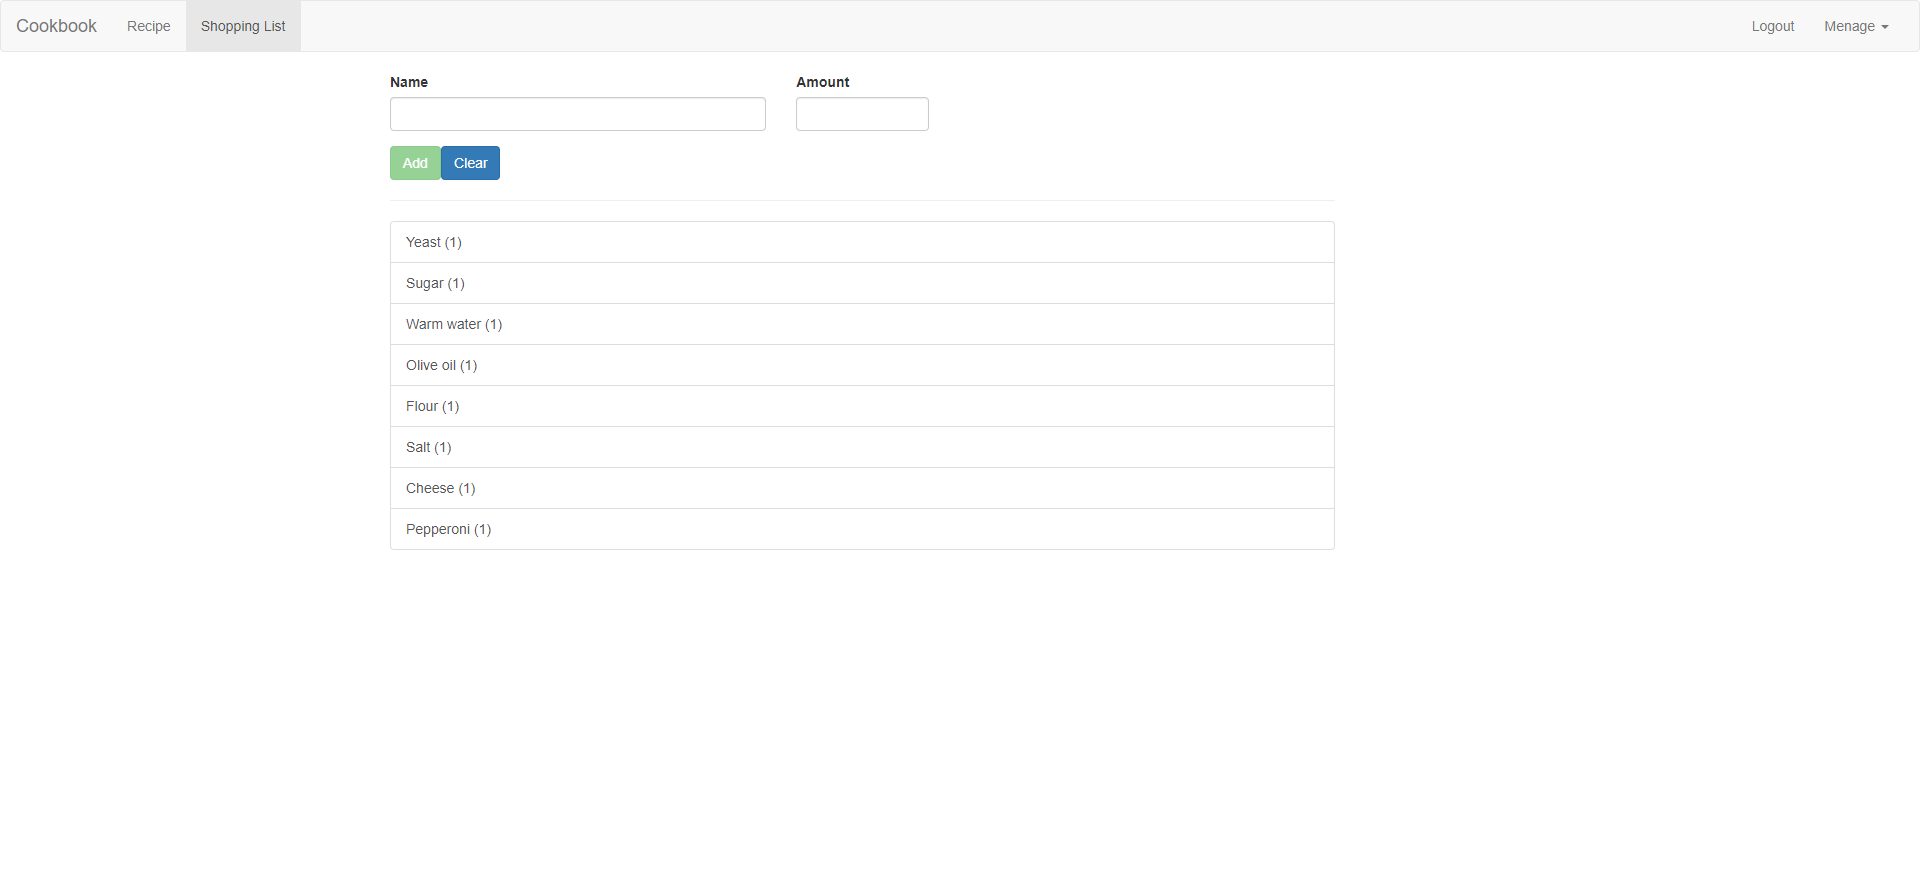 Cookbook Recipe Shopping List Logout Menage
Name Amount
Add Clear
Yeast (1)
Sugar (1)
Warm water (1)
Olive oil (1)
Flour (1)
Salt (1)
Cheese (1)
Pepperoni (1)